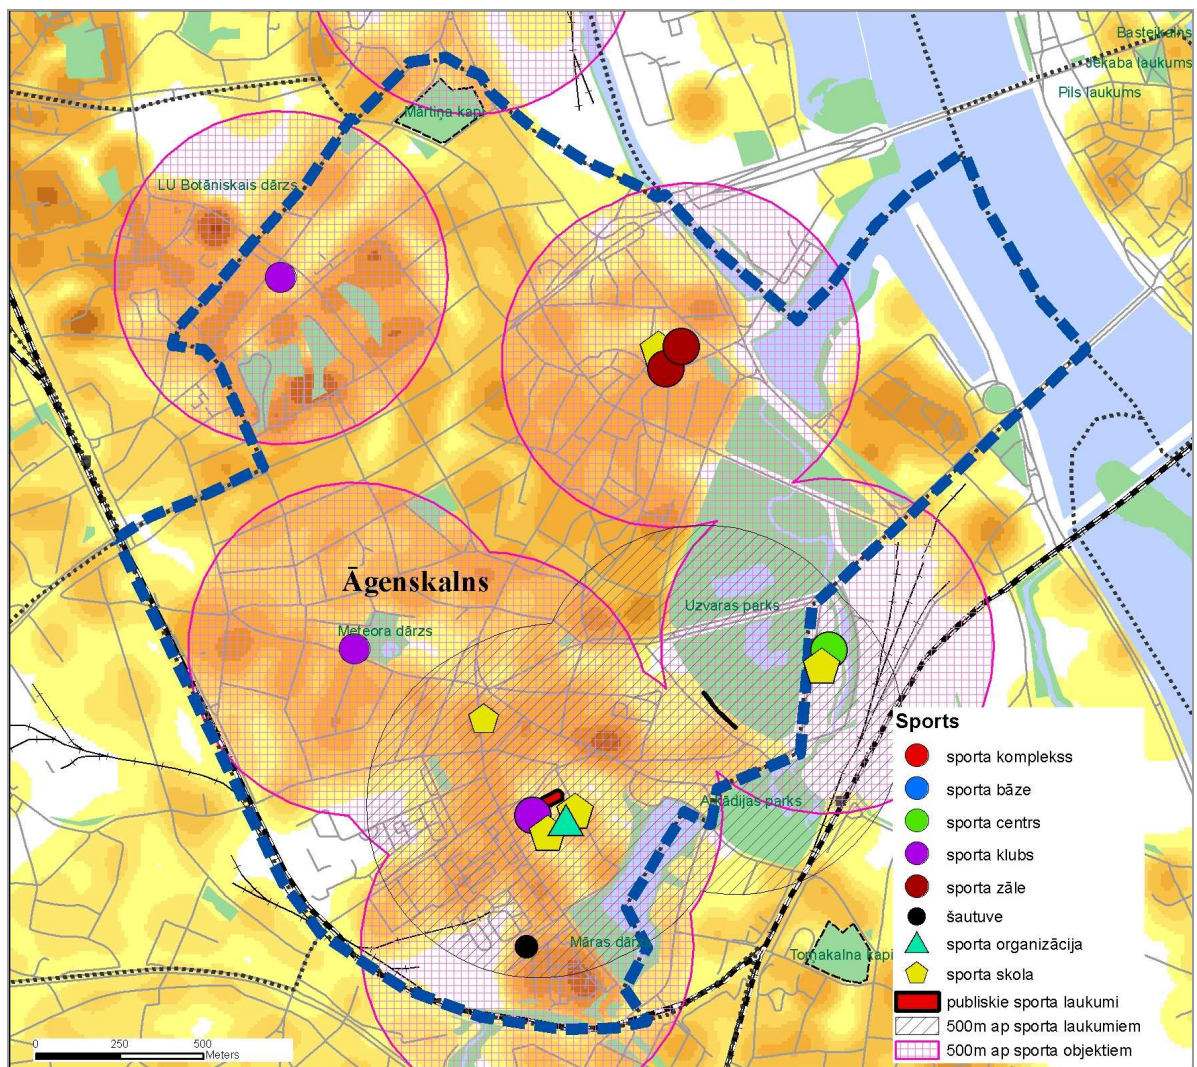 Basteikalns
Jēkaba laukums
Pils laukums
Mārtiņa kapi
LU Botāniskais dārzs
Āgenskalns
Uzvaras parks
Meteora dārzs
Arkādijas parks
Māras dārzs
Torņakalna kapi
Sports
sporta komplekss
sporta bāze
sporta centrs
sporta klubs
sporta zāle
šautuve
sporta organizācija
sporta skola
publiskie sporta laukumi
500m ap sporta laukumiem
500m ap sporta objektiem
0 250 500
Meters